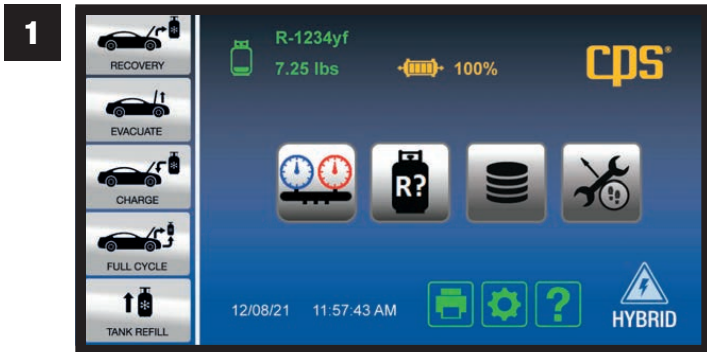 1
RECOVERY
EVACUATE
CHARGE
FULL CYCLE
TANK REFILL
R-1234yf
7.25 lbs
100%
cps®
R?
12/08/21 11:57:43 AM
?
HYBRID